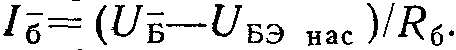 I_б̅ = (U_Б̅ — U_БЭ нас)/R_б.